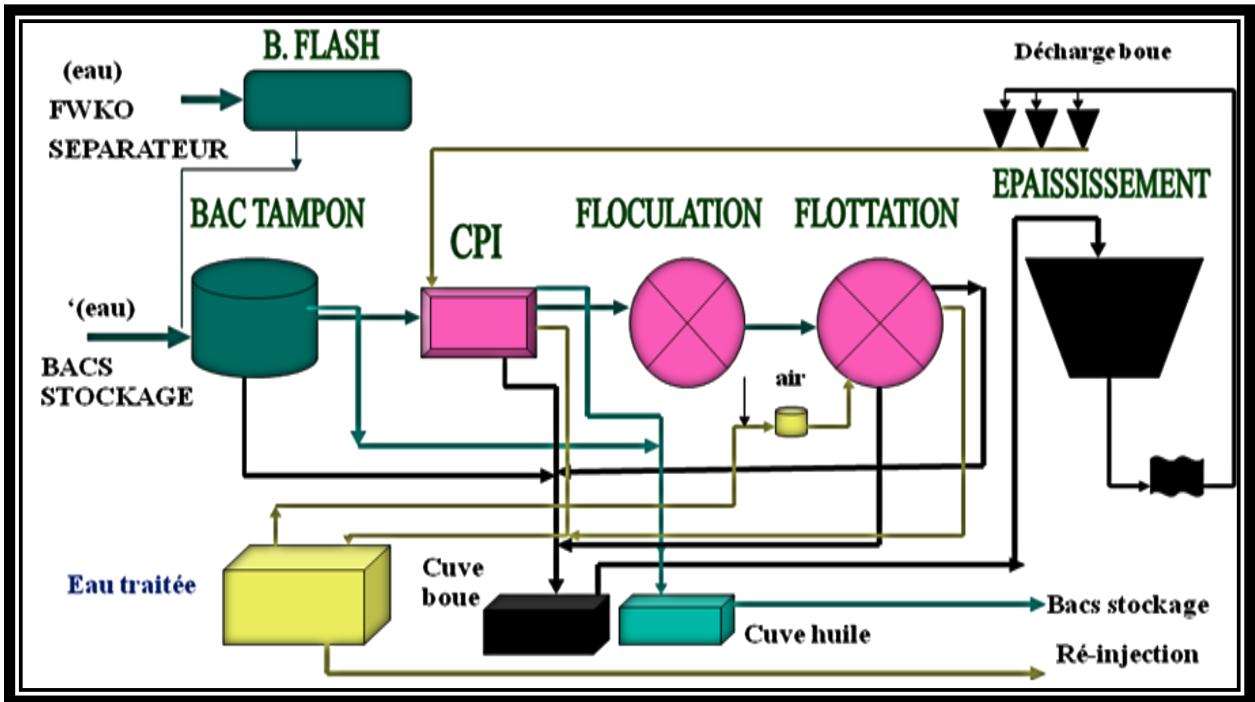 B. FLASH
Décharge boue
(eau)
FWKO
SEPARATEUR
EPAISSISSEMENT
BAC TAMPON
CPI
FLOCULATION
FLOTTATION
‘(eau)
BACS
STOCKAGE
air
Eau traitée
Cuve
boue
Cuve huile
Bacs stockage
Ré-injection